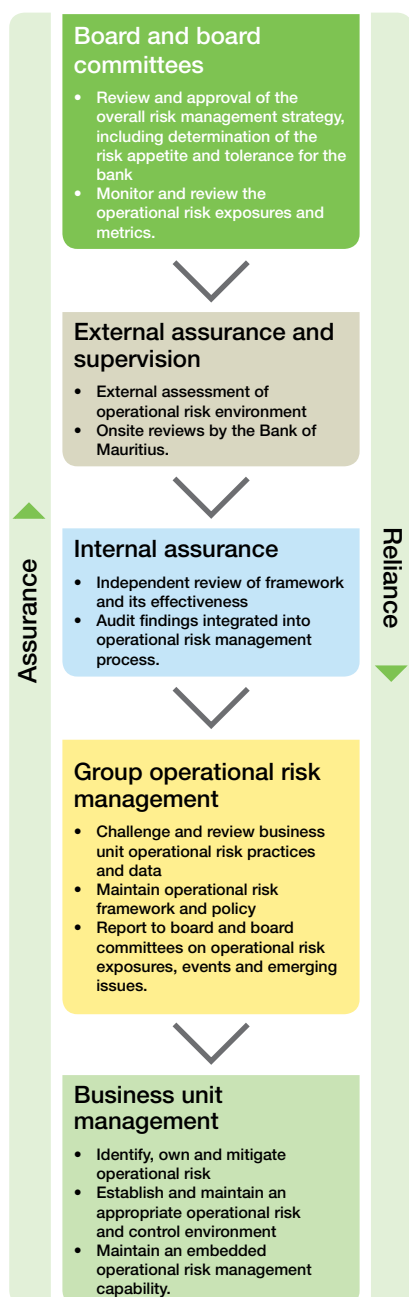 Board and board
committees
• Review and approval of the
overall risk management strategy,
including determination of the
risk appetite and tolerance for the
bank
• Monitor and review the
operational risk exposures and
metrics.
External assurance and
supervision
• External assessment of
operational risk environment
• Onsite reviews by the Bank of
Mauritius.
Internal assurance
• Independent review of framework
and its effectiveness
• Audit findings integrated into
operational risk management
process.
Group operational risk
management
• Challenge and review business
unit operational risk practices
and data
• Maintain operational risk
framework and policy
• Report to board and board
committees on operational risk
exposures, events and emerging
issues.
Business unit
management
• Identify, own and mitigate
operational risk
• Establish and maintain an
appropriate operational risk
and control environment
• Maintain an embedded
operational risk management
capability.
Assurance
Reliance